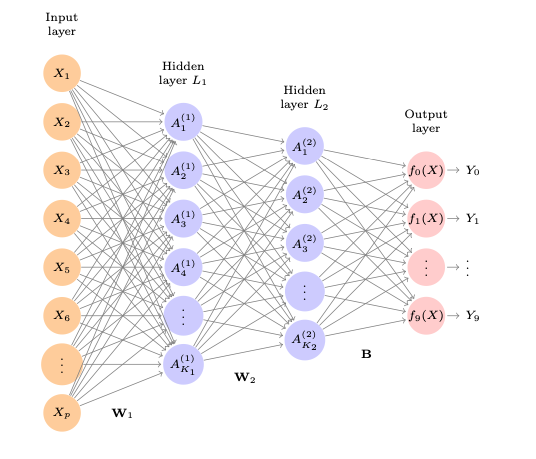 Input
layer
Hidden
layer L₁
Hidden
layer L₂
Output
layer
X₁
X₂
X₃
X₄
X₅
X₆
⋮
Xₚ
A₁⁽¹⁾
A₂⁽¹⁾
A₃⁽¹⁾
A₄⁽¹⁾
⋮
A_{K₁}⁽¹⁾
A₁⁽²⁾
A₂⁽²⁾
A₃⁽²⁾
⋮
A_{K₂}⁽²⁾
f₀(X) → Y₀
f₁(X) → Y₁
⋮ → ⋮
f₉(X) → Y₉
W₁
W₂
B